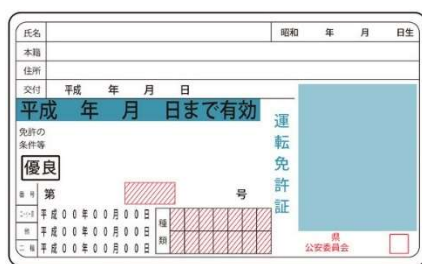 氏名 昭和 年 月 日生
本籍
住所
交付 平成 年 月 日
平成 年 月 日まで有効
免許の
条件等
優良
番号 第 号
平成00年00月00日
他 平成00年00月00日
二種 平成00年00月00日
種類
運転免許証
県
公安委員会